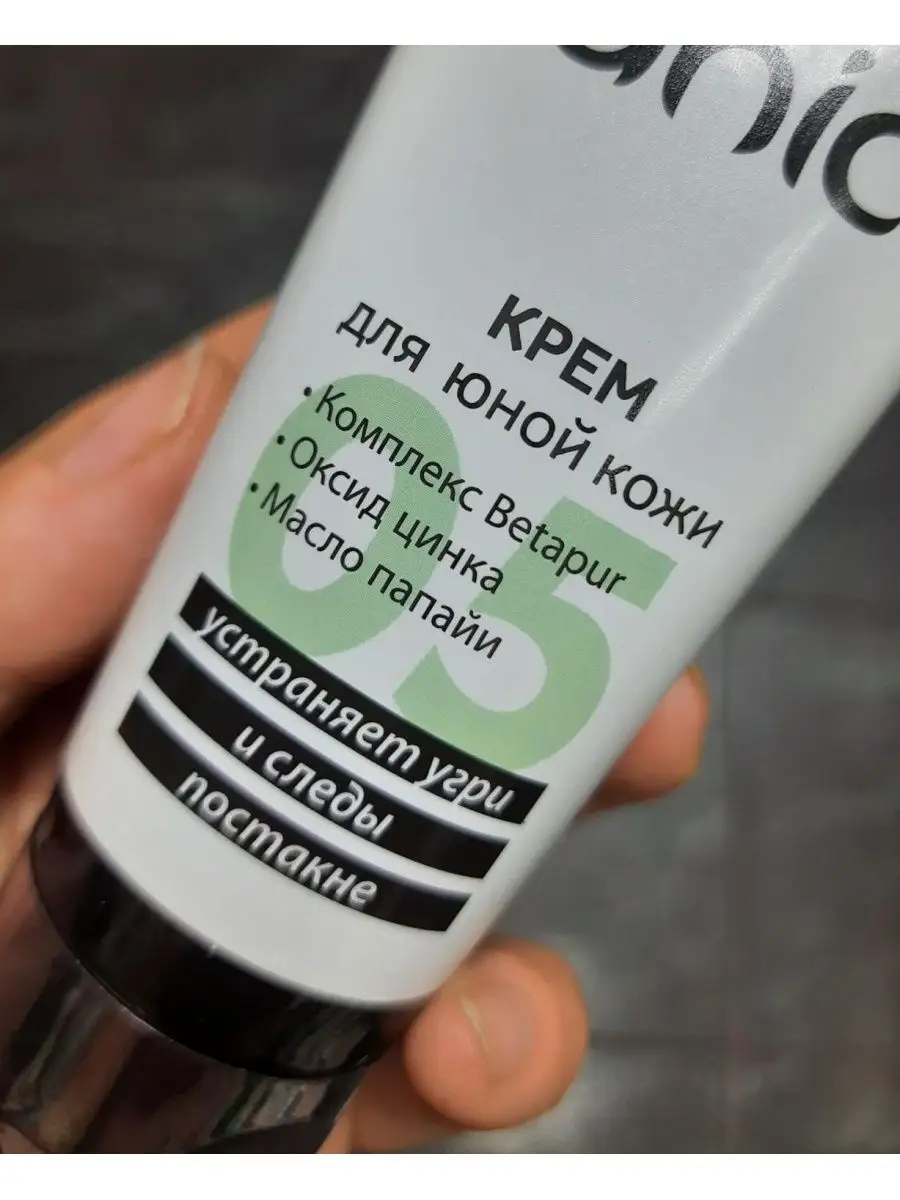 КРЕМ
для юной кожи
• Комплекс Betapur
• Оксид цинка
• Масло папайи
05
устраняет угри
и следы
постакне